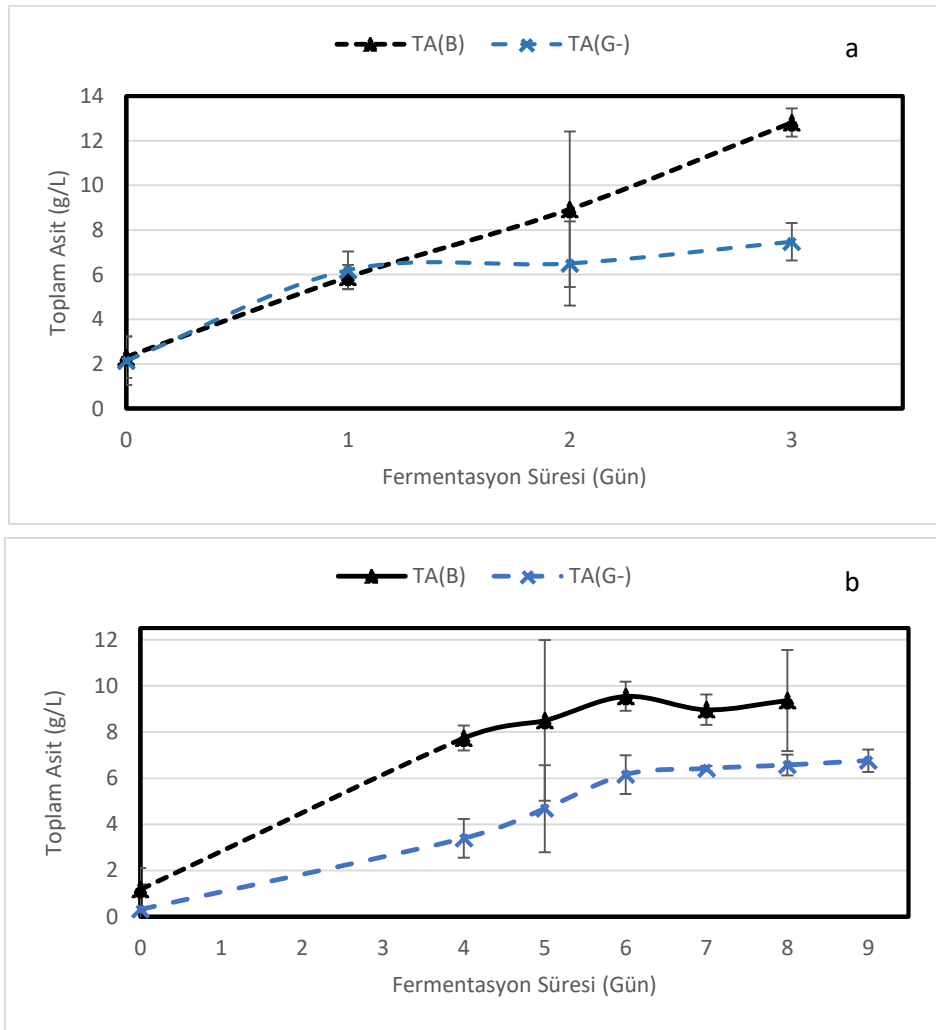 TA(B) TA(G-)
a
14
12
10
8
6
4
2
0
Toplam Asit (g/L)
0 1 2 3
Fermentasyon Süresi (Gün)
TA(B) TA(G-)
b
12
10
8
6
4
2
0
Toplam Asit (g/L)
0 1 2 3 4 5 6 7 8 9
Fermentasyon Süresi (Gün)